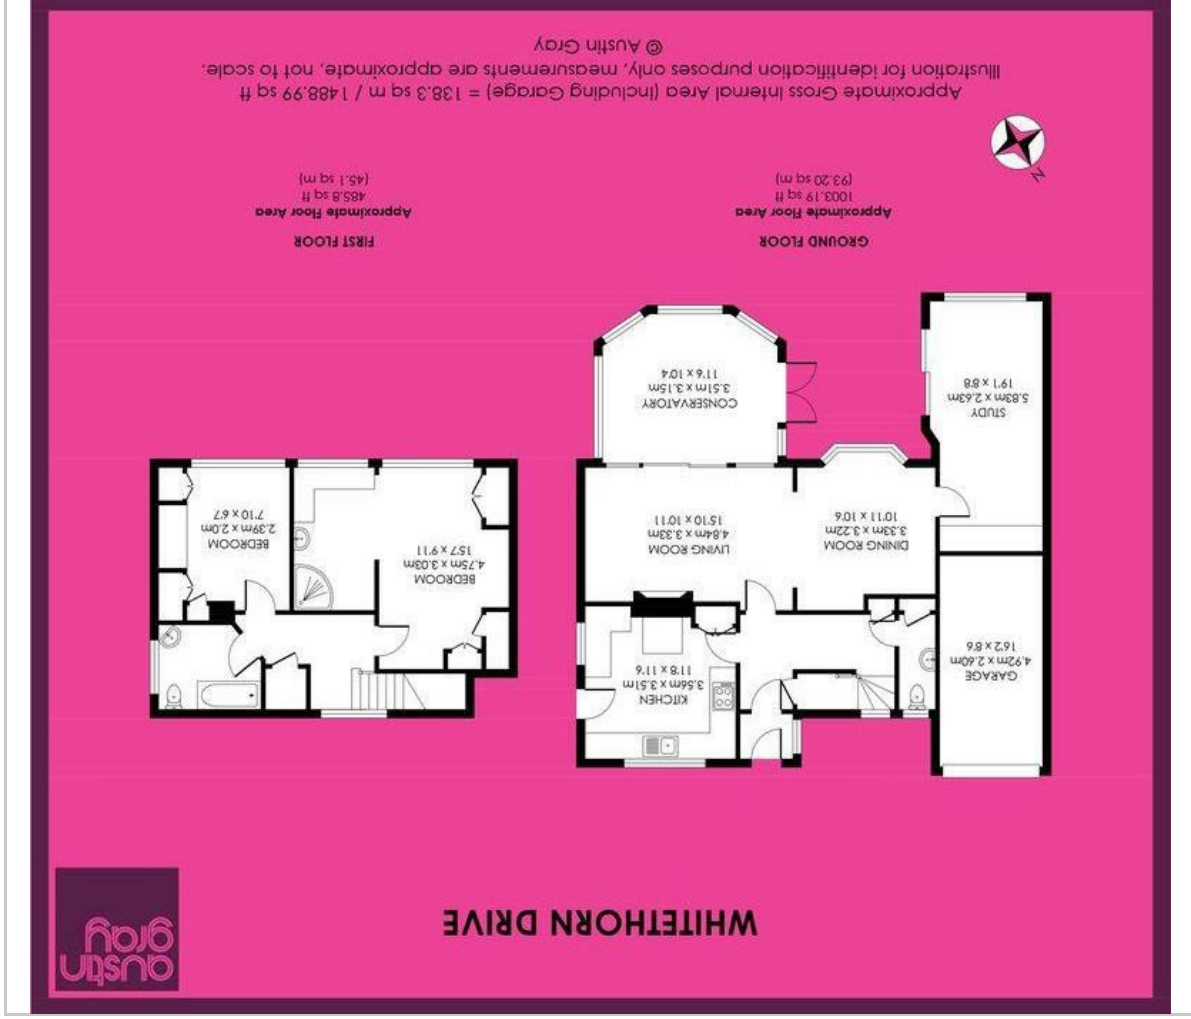 WHITETHORN DRIVE
austin
gray
GARAGE
4.92m x 2.60m
16'2 x 8'6
KITCHEN
3.56m x 3.51m
11'8 x 11'6
DINING ROOM
3.33m x 3.22m
10'11 x 10'6
LIVING ROOM
4.84m x 3.33m
15'10 x 10'11
STUDY
5.83m x 2.63m
19'1 x 8'8
CONSERVATORY
3.51m x 3.15m
11'6 x 10'4
BEDROOM
4.75m x 3.03m
15'7 x 9'11
BEDROOM
2.39m x 2.0m
7'10 x 6'7
GROUND FLOOR
Approximate Floor Area
1003.19 sq ft
(93.20 sq m)
FIRST FLOOR
Approximate Floor Area
485.8 sq ft
(45.1 sq m)
N
Approximate Gross Internal Area (Including Garage) = 138.3 sq m / 1488.99 sq ft
Illustration for identification purposes only, measurements are approximate, not to scale.
© Austin Gray